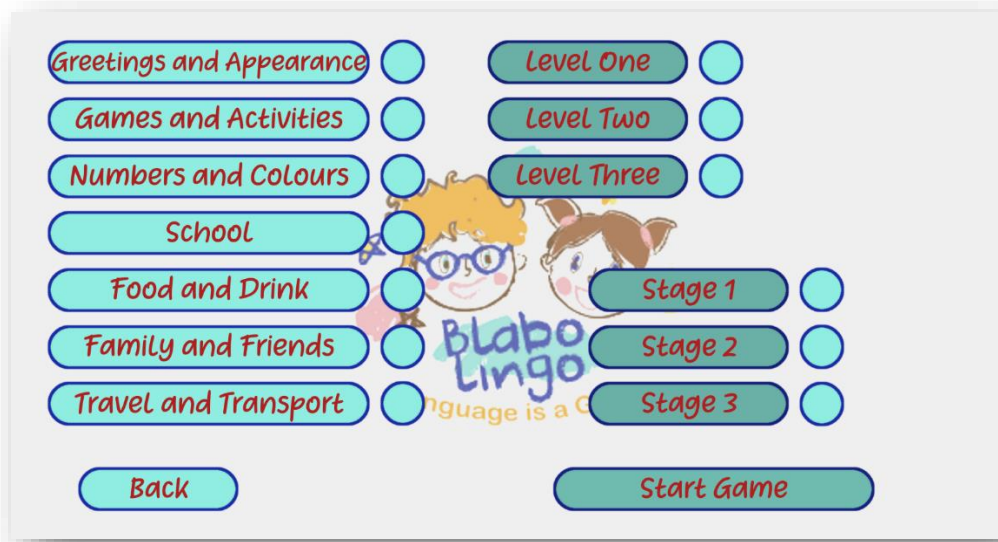 Greetings and Appearance
Level One
Games and Activities
Level Two
Numbers and Colours
Level Three
School
Food and Drink
Stage 1
Family and Friends
Stage 2
Travel and Transport
Stage 3
Blabo
Lingo
nguage is a G
Back
Start Game